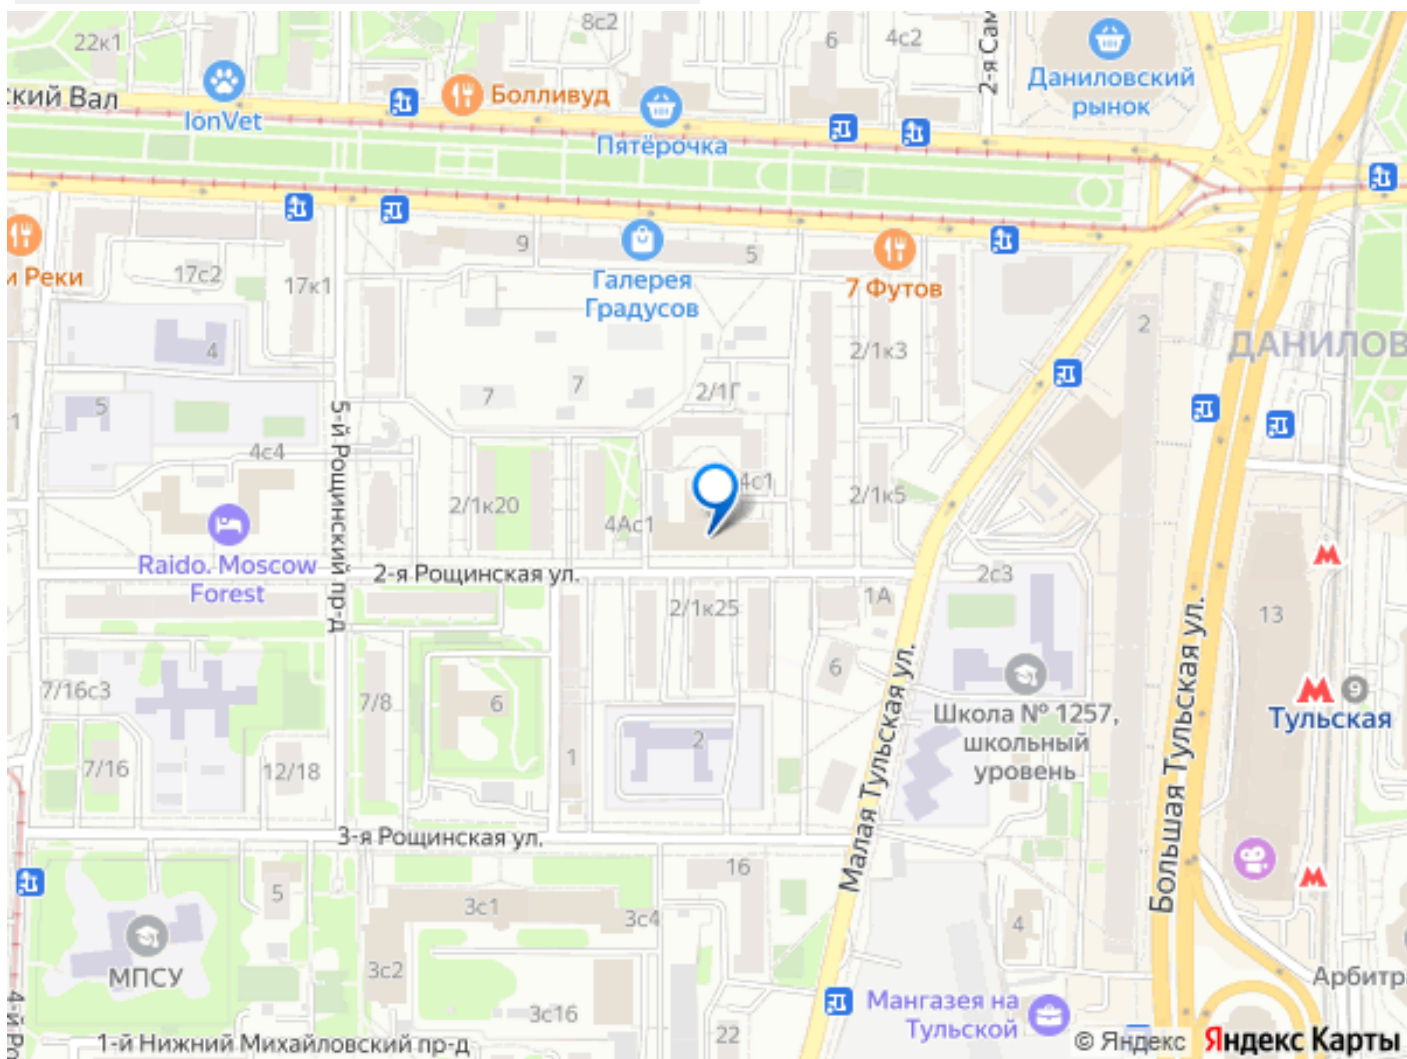 22к1
8с2
6
4с2
2-я Сам
Даниловский
рынок
ский Вал
IonVet
Болливуд
Пятёрочка
и Реки
17с2
17к1
9
5
Галерея
Градусов
7 Футов
2
ДАНИЛОВ
4
2/1к3
7
7
2/1Г
5
1
5-й Рощинский пр-д
4с4
4с1
2/1к20
4Ас1
2/1к5
Raido. Moscow
Forest
2-я Рощинская ул.
2с3
2/1к25
1А
13
Малая Тульская ул.
Большая Тульская ул.
6
7/16с3
7/8
6
9
Тульская
Школа № 1257,
школьный
уровень
2
1
7/16
12/18
3-я Рощинская ул.
16
5
3с1
3с4
4
МПСУ
3с2
Арбитр
4-й Ро
3с16
22
Мангазея на
Тульской
1-й Нижний Михайловский пр-д
© Яндекс Яндекс Карты